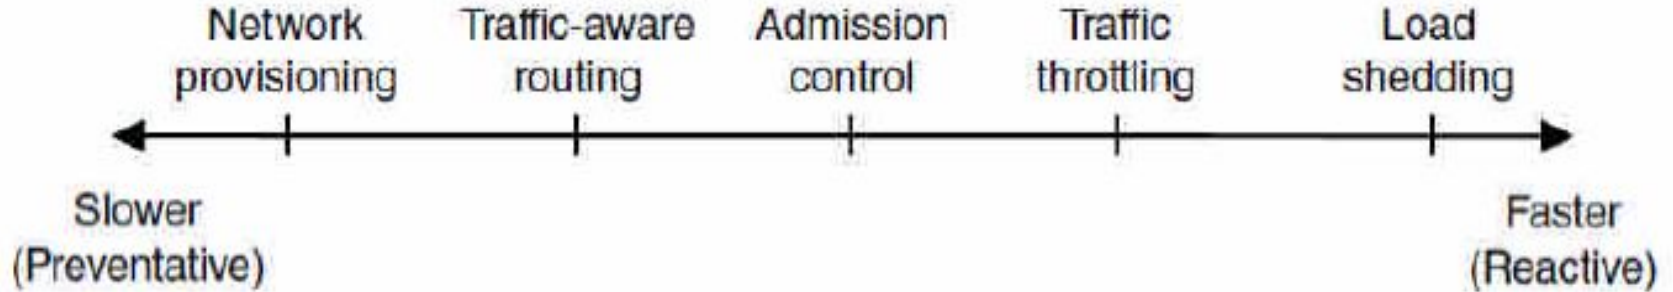 Network provisioning
Traffic-aware routing
Admission control
Traffic throttling
Load shedding
Slower
(Preventative)
Faster
(Reactive)